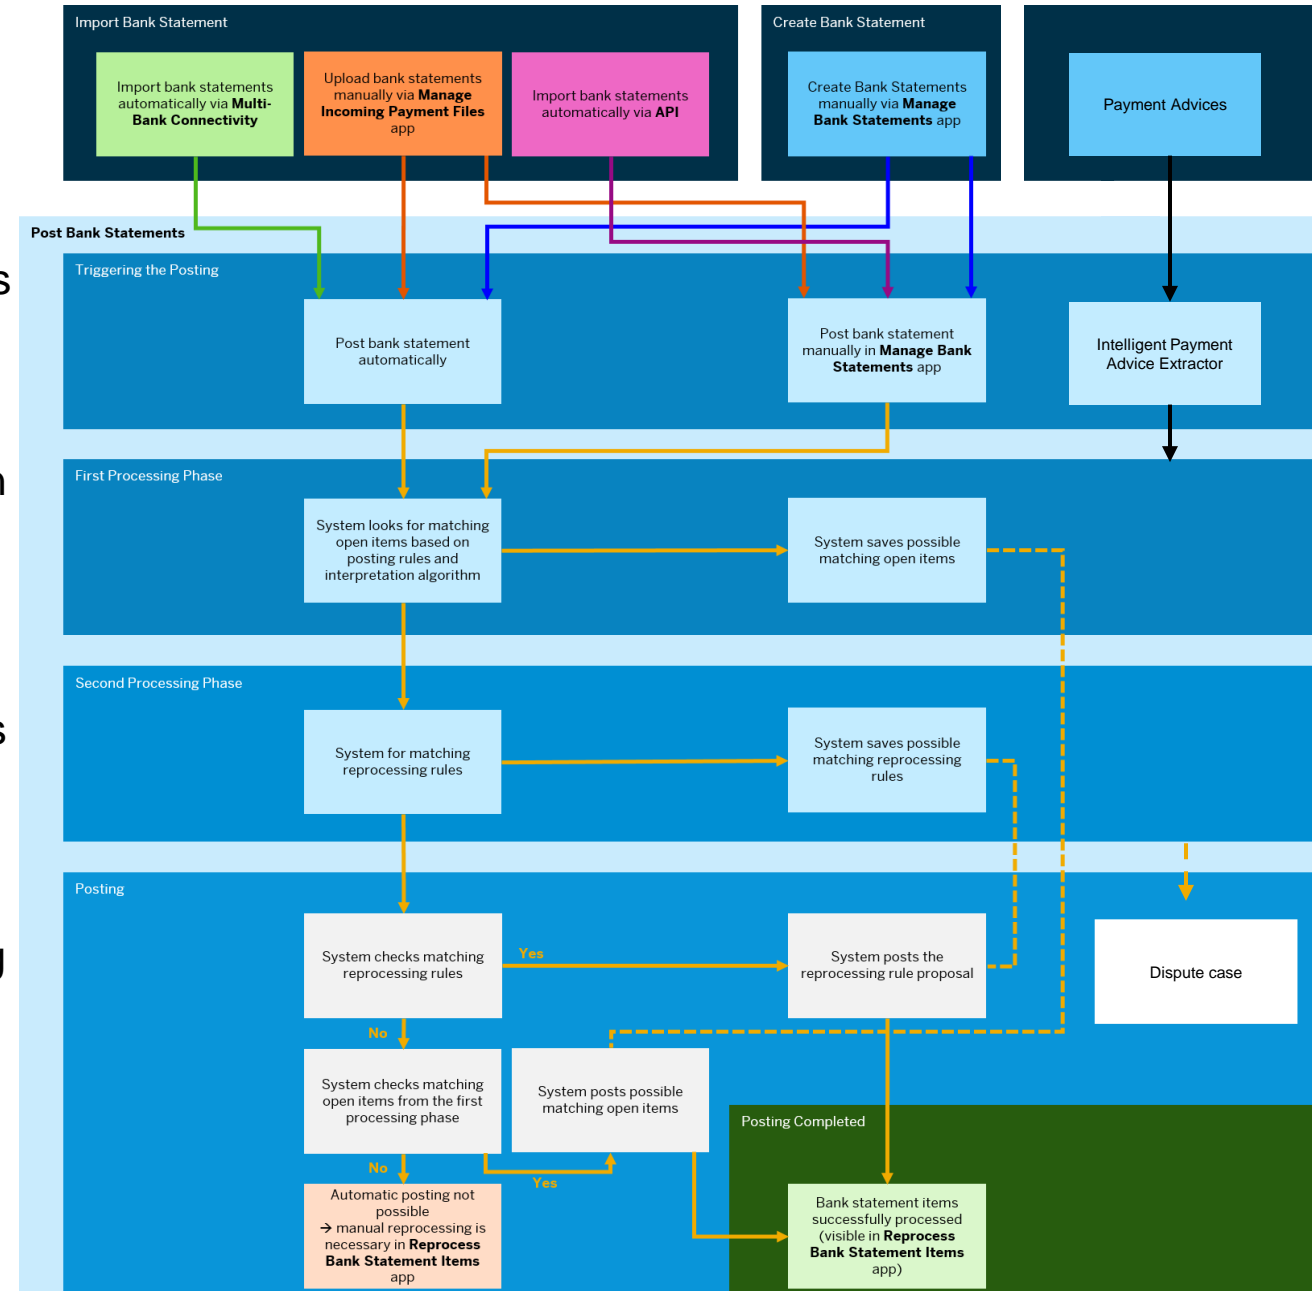 Import Bank Statement
Create Bank Statement
Import bank statements
automatically via Multi-
Bank Connectivity
Upload bank statements
manually via Manage
Incoming Payment Files
app
Import bank statements
automatically via API
Create Bank Statements
manually via Manage
Bank Statements app
Payment Advices
Post Bank Statements
s
Triggering the Posting
Post bank statement
automatically
Post bank statement
manually in Manage Bank
Statements app
Intelligent Payment
Advice Extractor
First Processing Phase
n
System looks for matching
open items based on
posting rules and
interpretation algorithm
System saves possible
matching open items
Second Processing Phase
s
System for matching
reprocessing rules
System saves possible
matching reprocessing
rules
Posting
g
System checks matching
reprocessing rules
Yes
System posts the
reprocessing rule proposal
Dispute case
No
System checks matching
open items from the first
processing phase
System posts possible
matching open items
Posting Completed
No
Yes
Automatic posting not
possible
→ manual reprocessing is
necessary in Reprocess
Bank Statement Items
app
Bank statement items
successfully processed
(visible in Reprocess
Bank Statement Items
app)